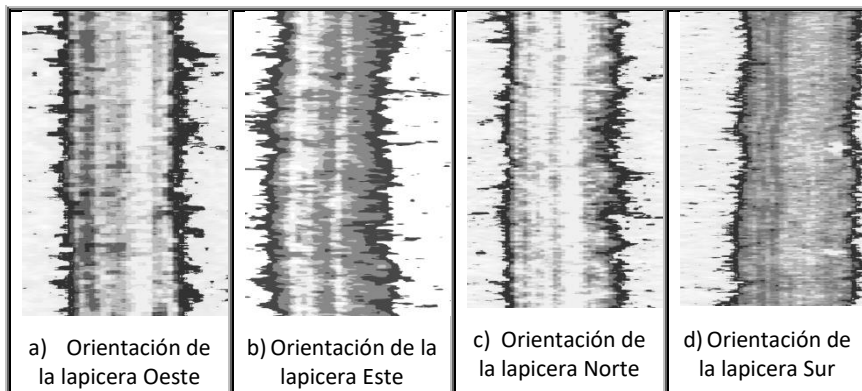 a) Orientación de
la lapicera Oeste
b) Orientación de la
lapicera Este
c) Orientación de
la lapicera Norte
d) Orientación de
la lapicera Sur